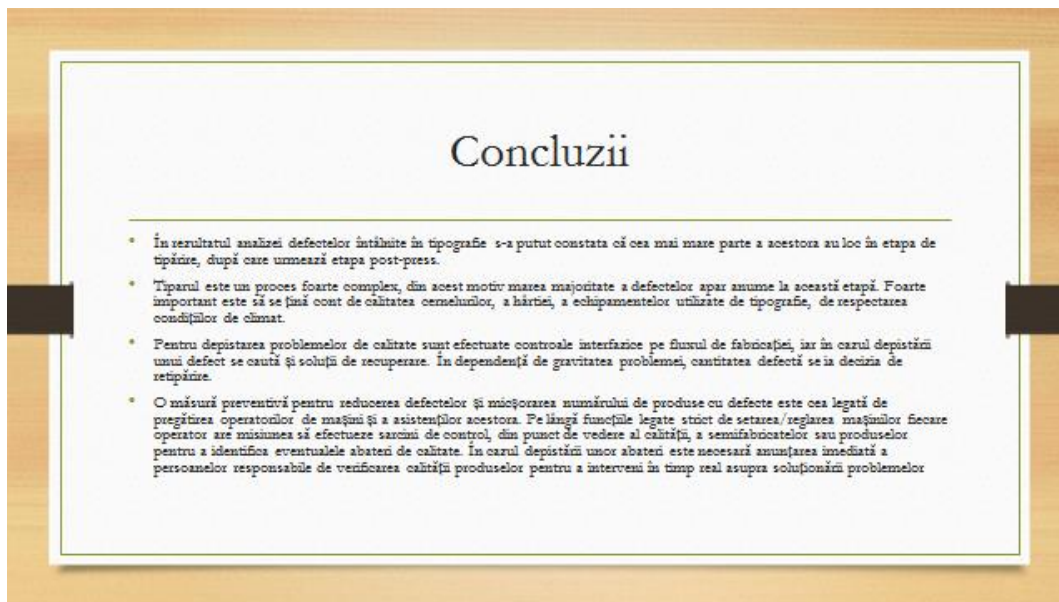 Concluzii
• În rezultatul analizei defectelor întâlnite în tipografie s-a putut constata că cea mai mare parte a acestora au loc în etapa de
tipărire, după care urmează etapa post-press.
• Tiparul este un proces foarte complex, din acest motiv marea majoritate a defectelor apar anume la această etapă. Foarte
important este să se țină cont de calitatea cernelurilor, a hârtiei, a echipamentelor utilizate de tipografie, de respectarea
condițiilor de climat.
• Pentru depistarea problemelor de calitate sunt efectuate controale interfazice pe fluxul de fabricației, iar în cazul depistării
unui defect se caută și soluții de recuperare. În dependență de gravitatea problemei, cantitatea defectă se ia decizia de
retipărire.
• O măsură preventivă pentru reducerea defectelor și micșorarea numărului de produse cu defecte este cea legată de
pregătirea operatorilor de mașini și a asistenților acestora. Pe lângă funcțiile legate strict de setarea/reglarea mașinilor fiecare
operator are misiunea să efectueze sarcini de control, din punct de vedere al calității, a semifabricatelor sau produselor
pentru a identifica eventualele abateri de calitate. În cazul depistării unor abateri este necesară anunțarea imediată a
persoanelor responsabile de verificarea calității produselor pentru a interveni în timp real asupra soluționării problemelor